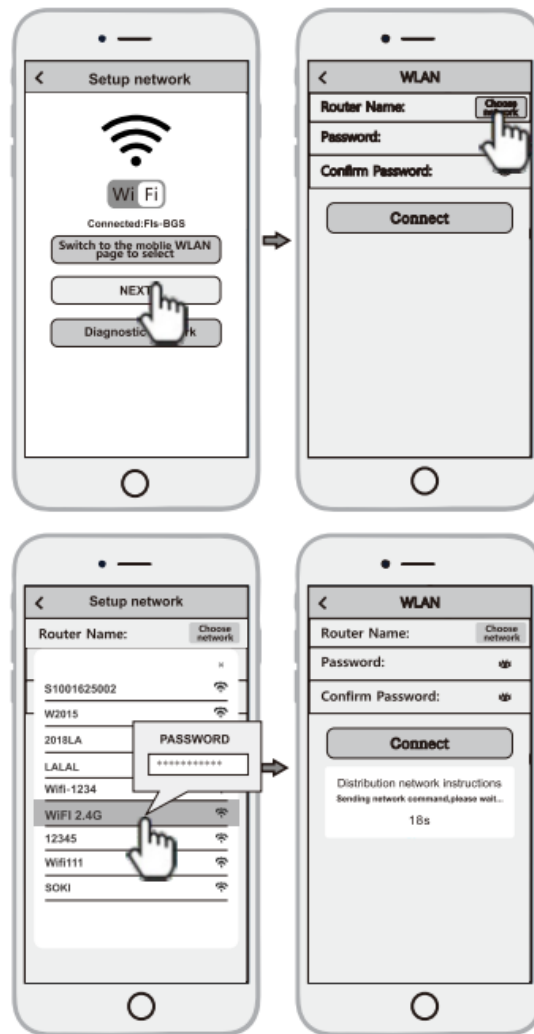 Setup network
Wi Fi
Connected:Fls-BGS
Switch to the mobile WLAN
page to select
NEXT
Diagnostic
WLAN
Router Name:
Choose
network
Password:
Confirm Password:
Connect
Setup network
Router Name:
Choose
network
×
S1001625002
W2015
2018LA
LALAL
Wifi-1234
WiFI 2.4G
12345
Wifi111
SOKI
PASSWORD
***********
WLAN
Router Name:
Choose
network
Password:
Confirm Password:
Connect
Distribution network instructions
Sending network command,please wait...
18s